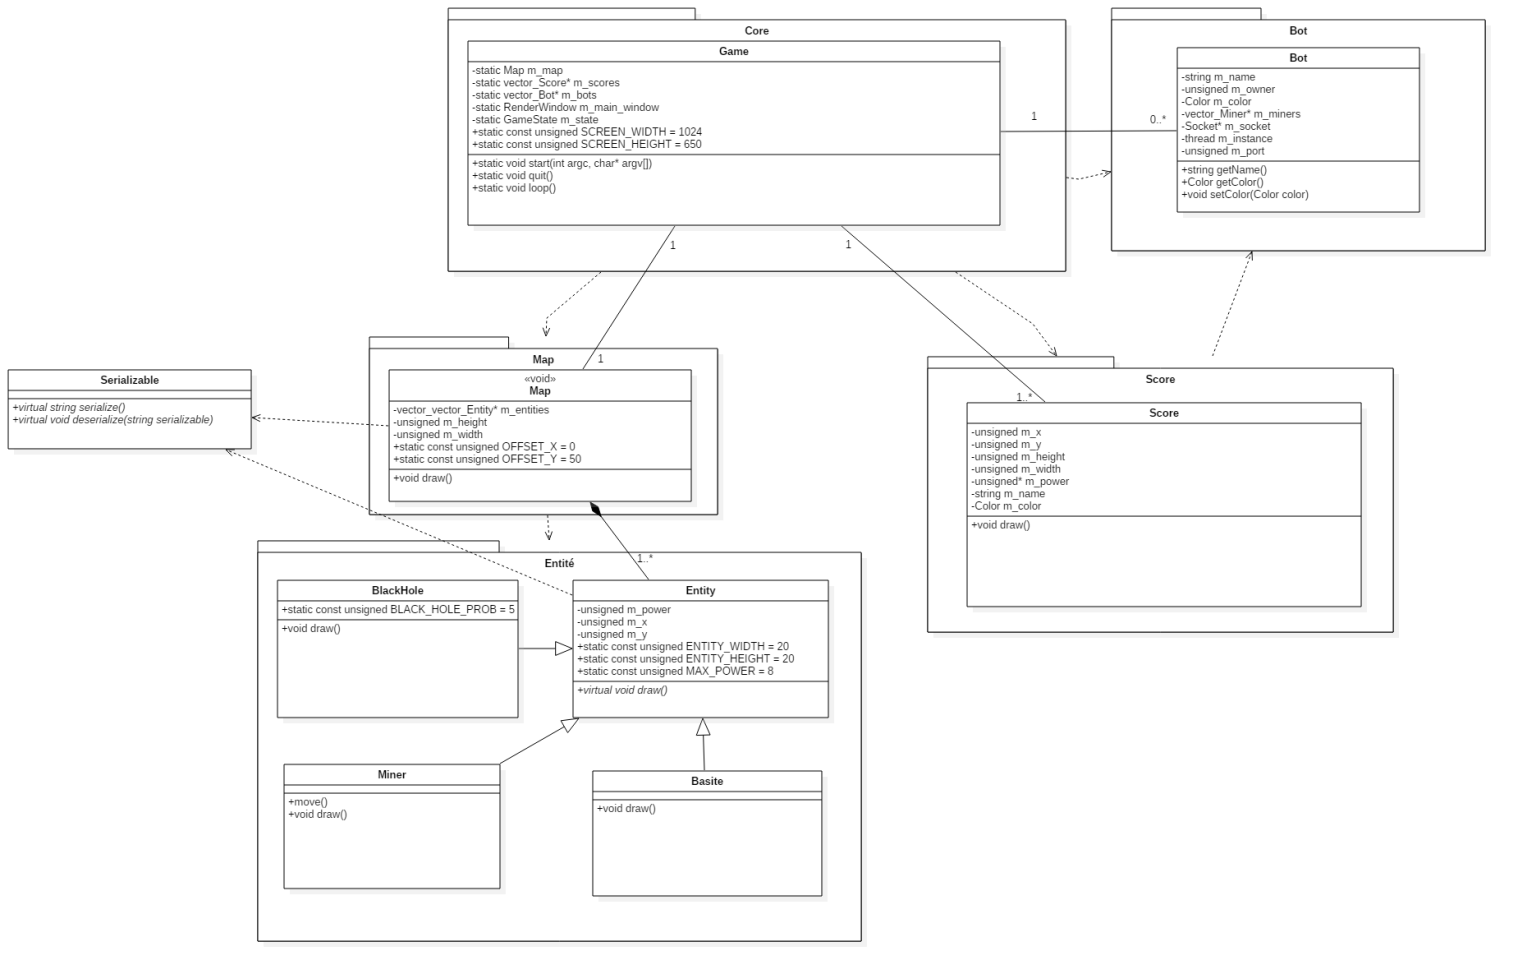 Core
Game
-static Map m_map
-static vector_Score* m_scores
-static vector_Bot* m_bots
-static RenderWindow m_main_window
-static GameState m_state
+static const unsigned SCREEN_WIDTH = 1024
+static const unsigned SCREEN_HEIGHT = 650
+static void start(int argc, char* argv[])
+static void quit()
+static void loop()
Bot
Bot
-string m_name
-unsigned m_owner
-Color m_color
-vector_Miner* m_miners
-Socket* m_socket
-thread m_instance
-unsigned m_port
+string getName()
+Color getColor()
+void setColor(Color color)
1
0..*
1
1
1
1..*
Serializable
+virtual string serialize()
+virtual void deserialize(string serializable)
Map
«void»
Map
-vector_vector_Entity* m_entities
-unsigned m_height
-unsigned m_width
+static const unsigned OFFSET_X = 0
+static const unsigned OFFSET_Y = 50
+void draw()
Score
Score
-unsigned m_x
-unsigned m_y
-unsigned m_height
-unsigned m_width
-unsigned* m_power
-string m_name
-Color m_color
+void draw()
1..*
Entité
BlackHole
+static const unsigned BLACK_HOLE_PROB = 5
+void draw()
Entity
-unsigned m_power
-unsigned m_x
-unsigned m_y
+static const unsigned ENTITY_WIDTH = 20
+static const unsigned ENTITY_HEIGHT = 20
+static const unsigned MAX_POWER = 8
+virtual void draw()
Miner
+move()
+void draw()
Basite
+void draw()